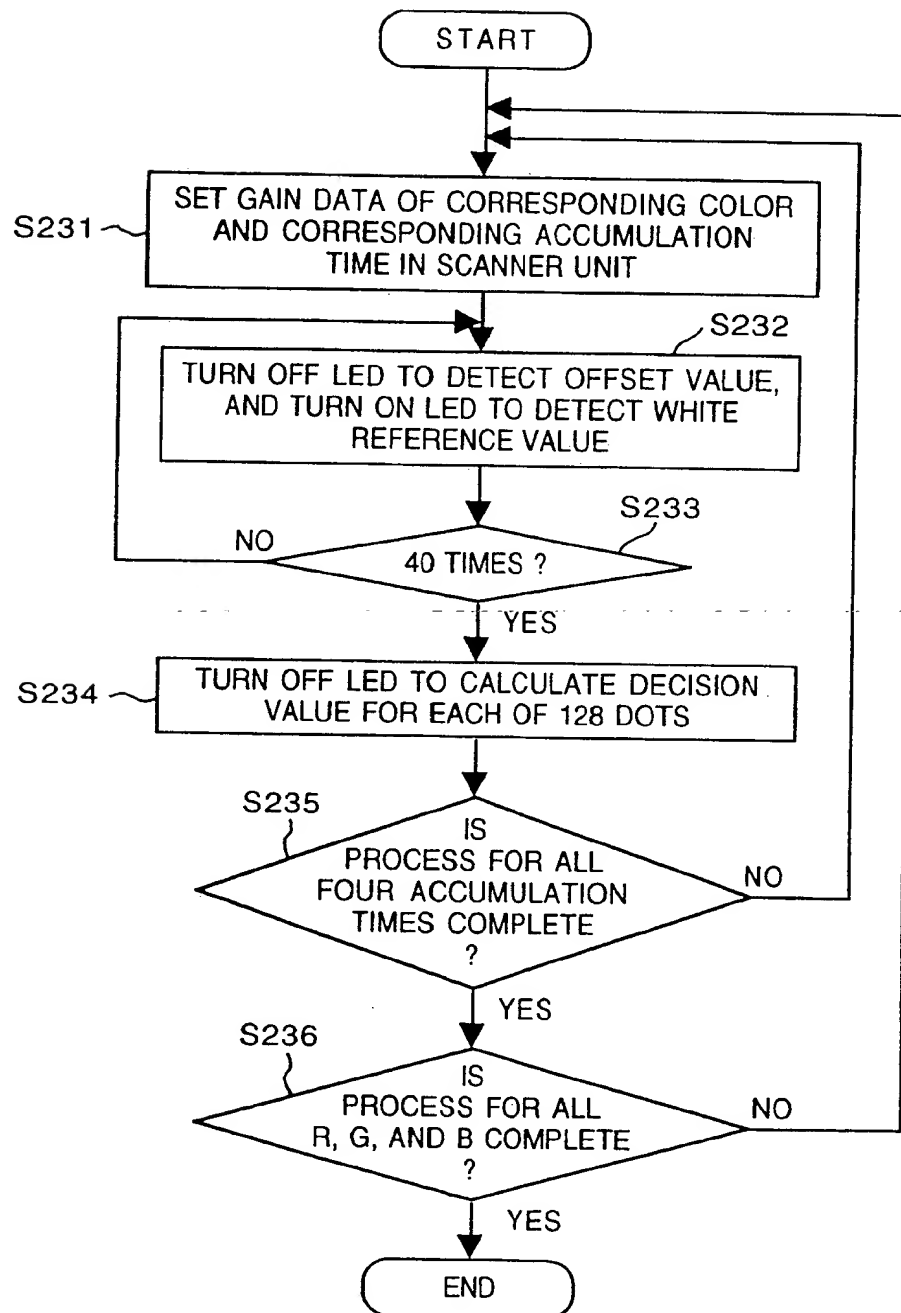 START
S231
SET GAIN DATA OF CORRESPONDING COLOR
AND CORRESPONDING ACCUMULATION
TIME IN SCANNER UNIT
S232
TURN OFF LED TO DETECT OFFSET VALUE,
AND TURN ON LED TO DETECT WHITE
REFERENCE VALUE
S233
NO
40 TIMES ?
YES
S234
TURN OFF LED TO CALCULATE DECISION
VALUE FOR EACH OF 128 DOTS
S235
IS
PROCESS FOR ALL
FOUR ACCUMULATION
TIMES COMPLETE
?
NO
YES
S236
IS
PROCESS FOR ALL
R, G, AND B COMPLETE
?
NO
YES
END